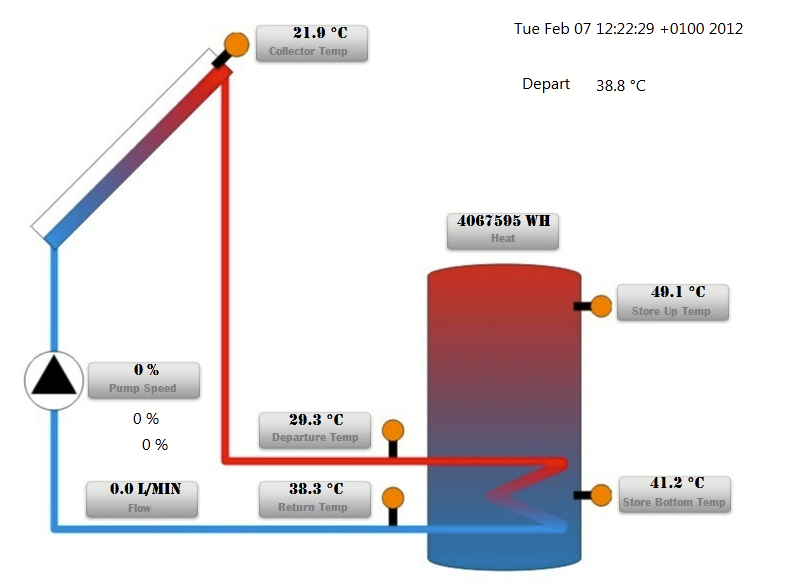 21.9 °C
Collector Temp
Tue Feb 07 12:22:29 +0100 2012
Depart 38.8 °C
4067595 WH
Heat
49.1 °C
Store Up Temp
0 %
Pump Speed
0 %
0 %
29.3 °C
Departure Temp
0.0 L/MIN
Flow
38.3 °C
Return Temp
41.2 °C
Store Bottom Temp